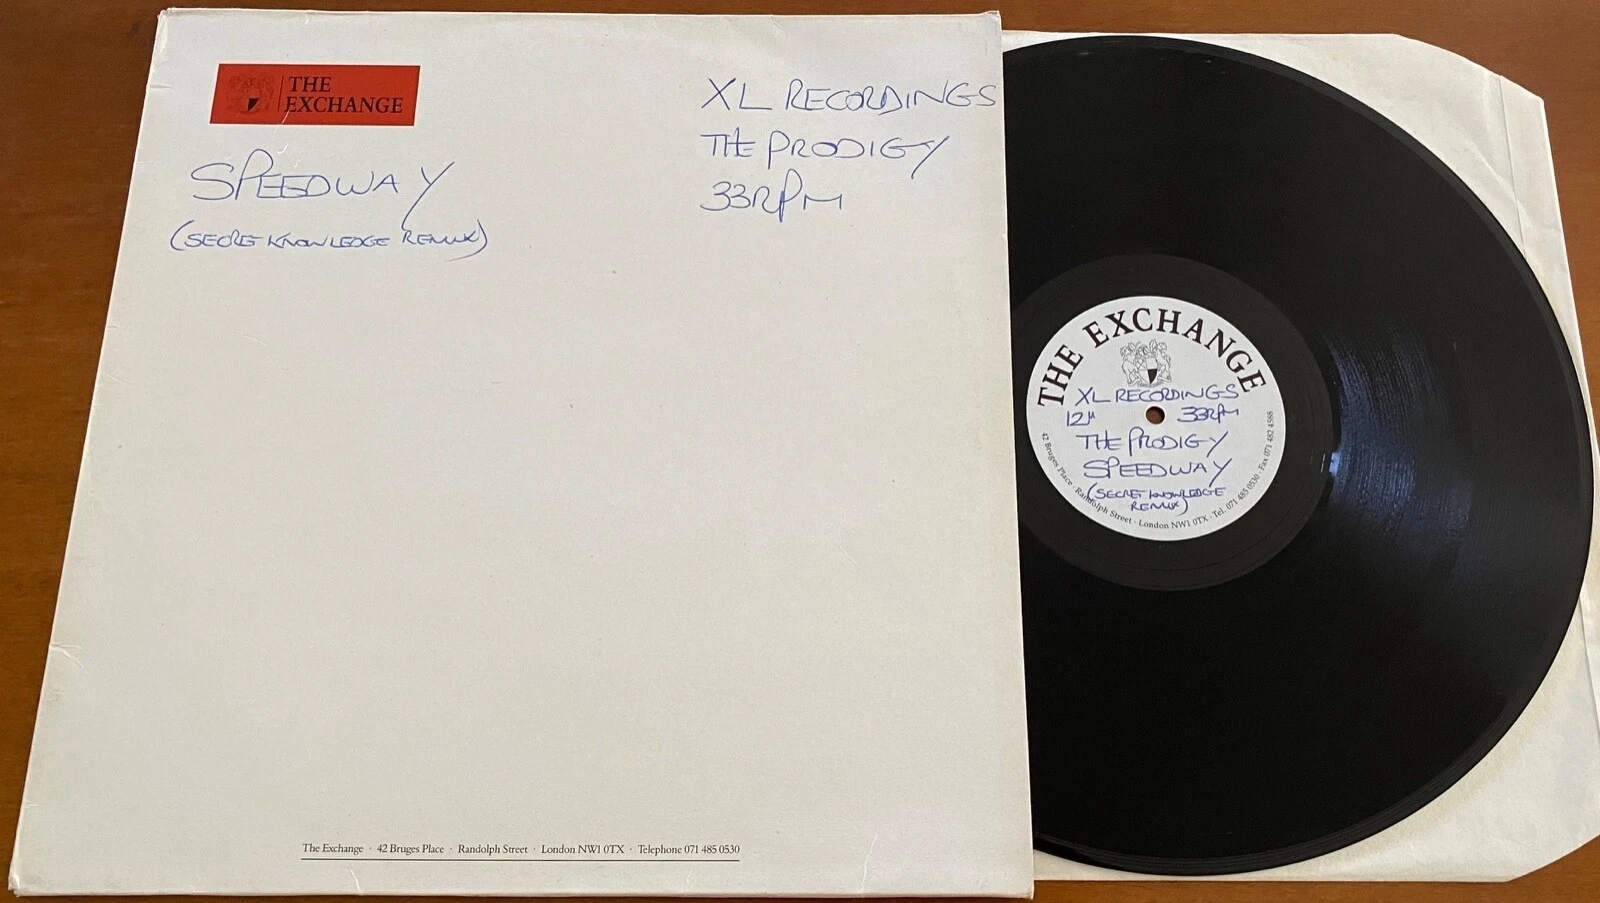 THE
EXCHANGE
SPEEDWAY
(SECRET KNOWLEDGE REMIX)
XL RECORDINGS
THE PRODIGY
33RPM
The Exchange · 42 Bruges Place · Randolph Street · London NW1 0TX · Telephone 071 485 0530
THE EXCHANGE
XL RECORDINGS
12" 33RPM
THE PRODIGY
SPEEDWAY
(SECRET KNOWLEDGE
REMIX)
42 Bruges Place · Randolph Street · London NW1 0TX · Tel. 071 485 0530 · Fax 071 482 4588